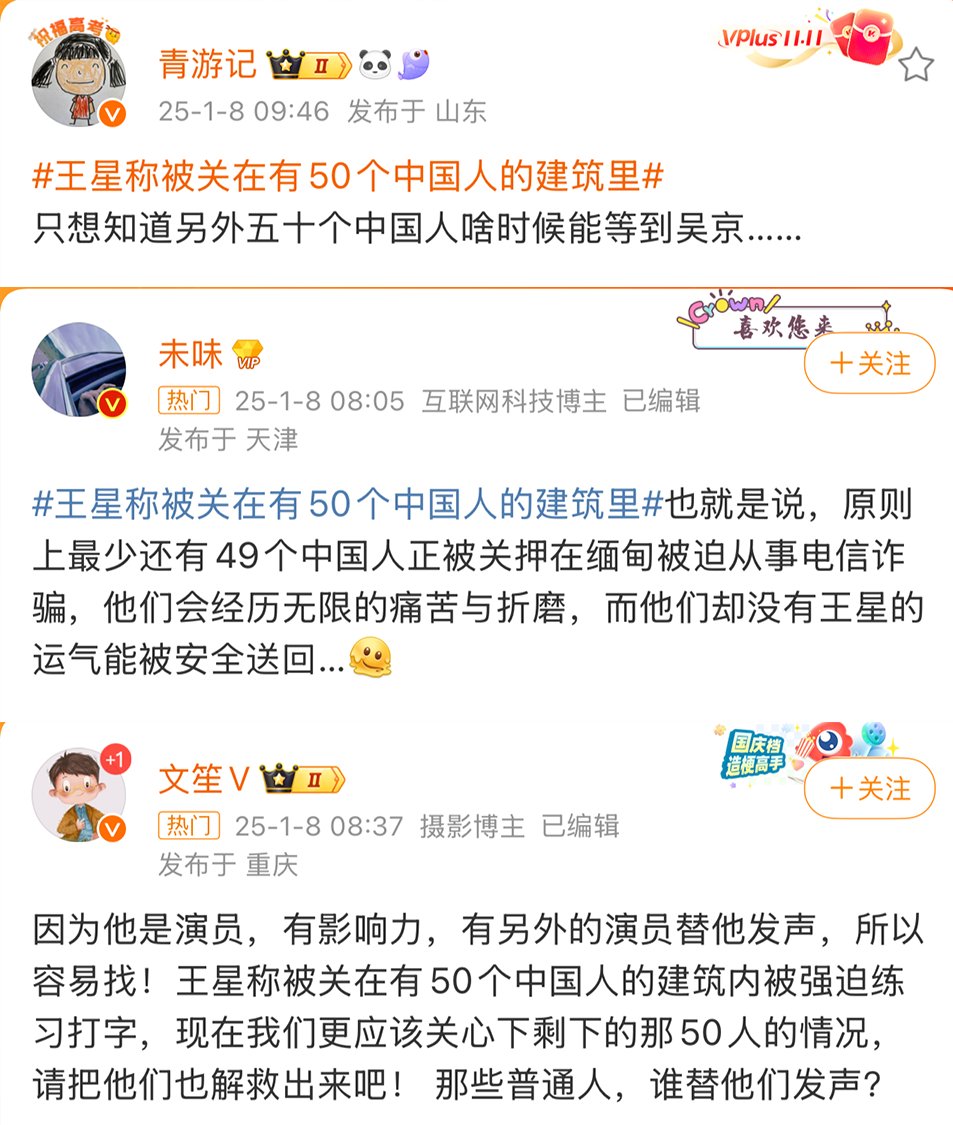 祝福高考
青游记 II
VPlus 11.11
25-1-8 09:46 发布于 山东
#王星称被关在有50个中国人的建筑里#
只想知道另外五十个中国人啥时候能等到吴京……
Crown
喜欢您来
未味 VIP
+关注
热门 25-1-8 08:05 互联网科技博主 已编辑
发布于 天津
#王星称被关在有50个中国人的建筑里#也就是说，原则
上最少还有49个中国人正被关押在缅甸被迫从事电信诈
骗，他们会经历无限的痛苦与折磨，而他们却没有王星的
运气能被安全送回...
+1
文笙V II
国庆档
造梗高手
+关注
热门 25-1-8 08:37 摄影博主 已编辑
发布于 重庆
因为他是演员，有影响力，有另外的演员替他发声，所以
容易找！王星称被关在有50个中国人的建筑内被强迫练
习打字，现在我们更应该关心下剩下的那50人的情况，
请把他们也解救出来吧！ 那些普通人，谁替他们发声？